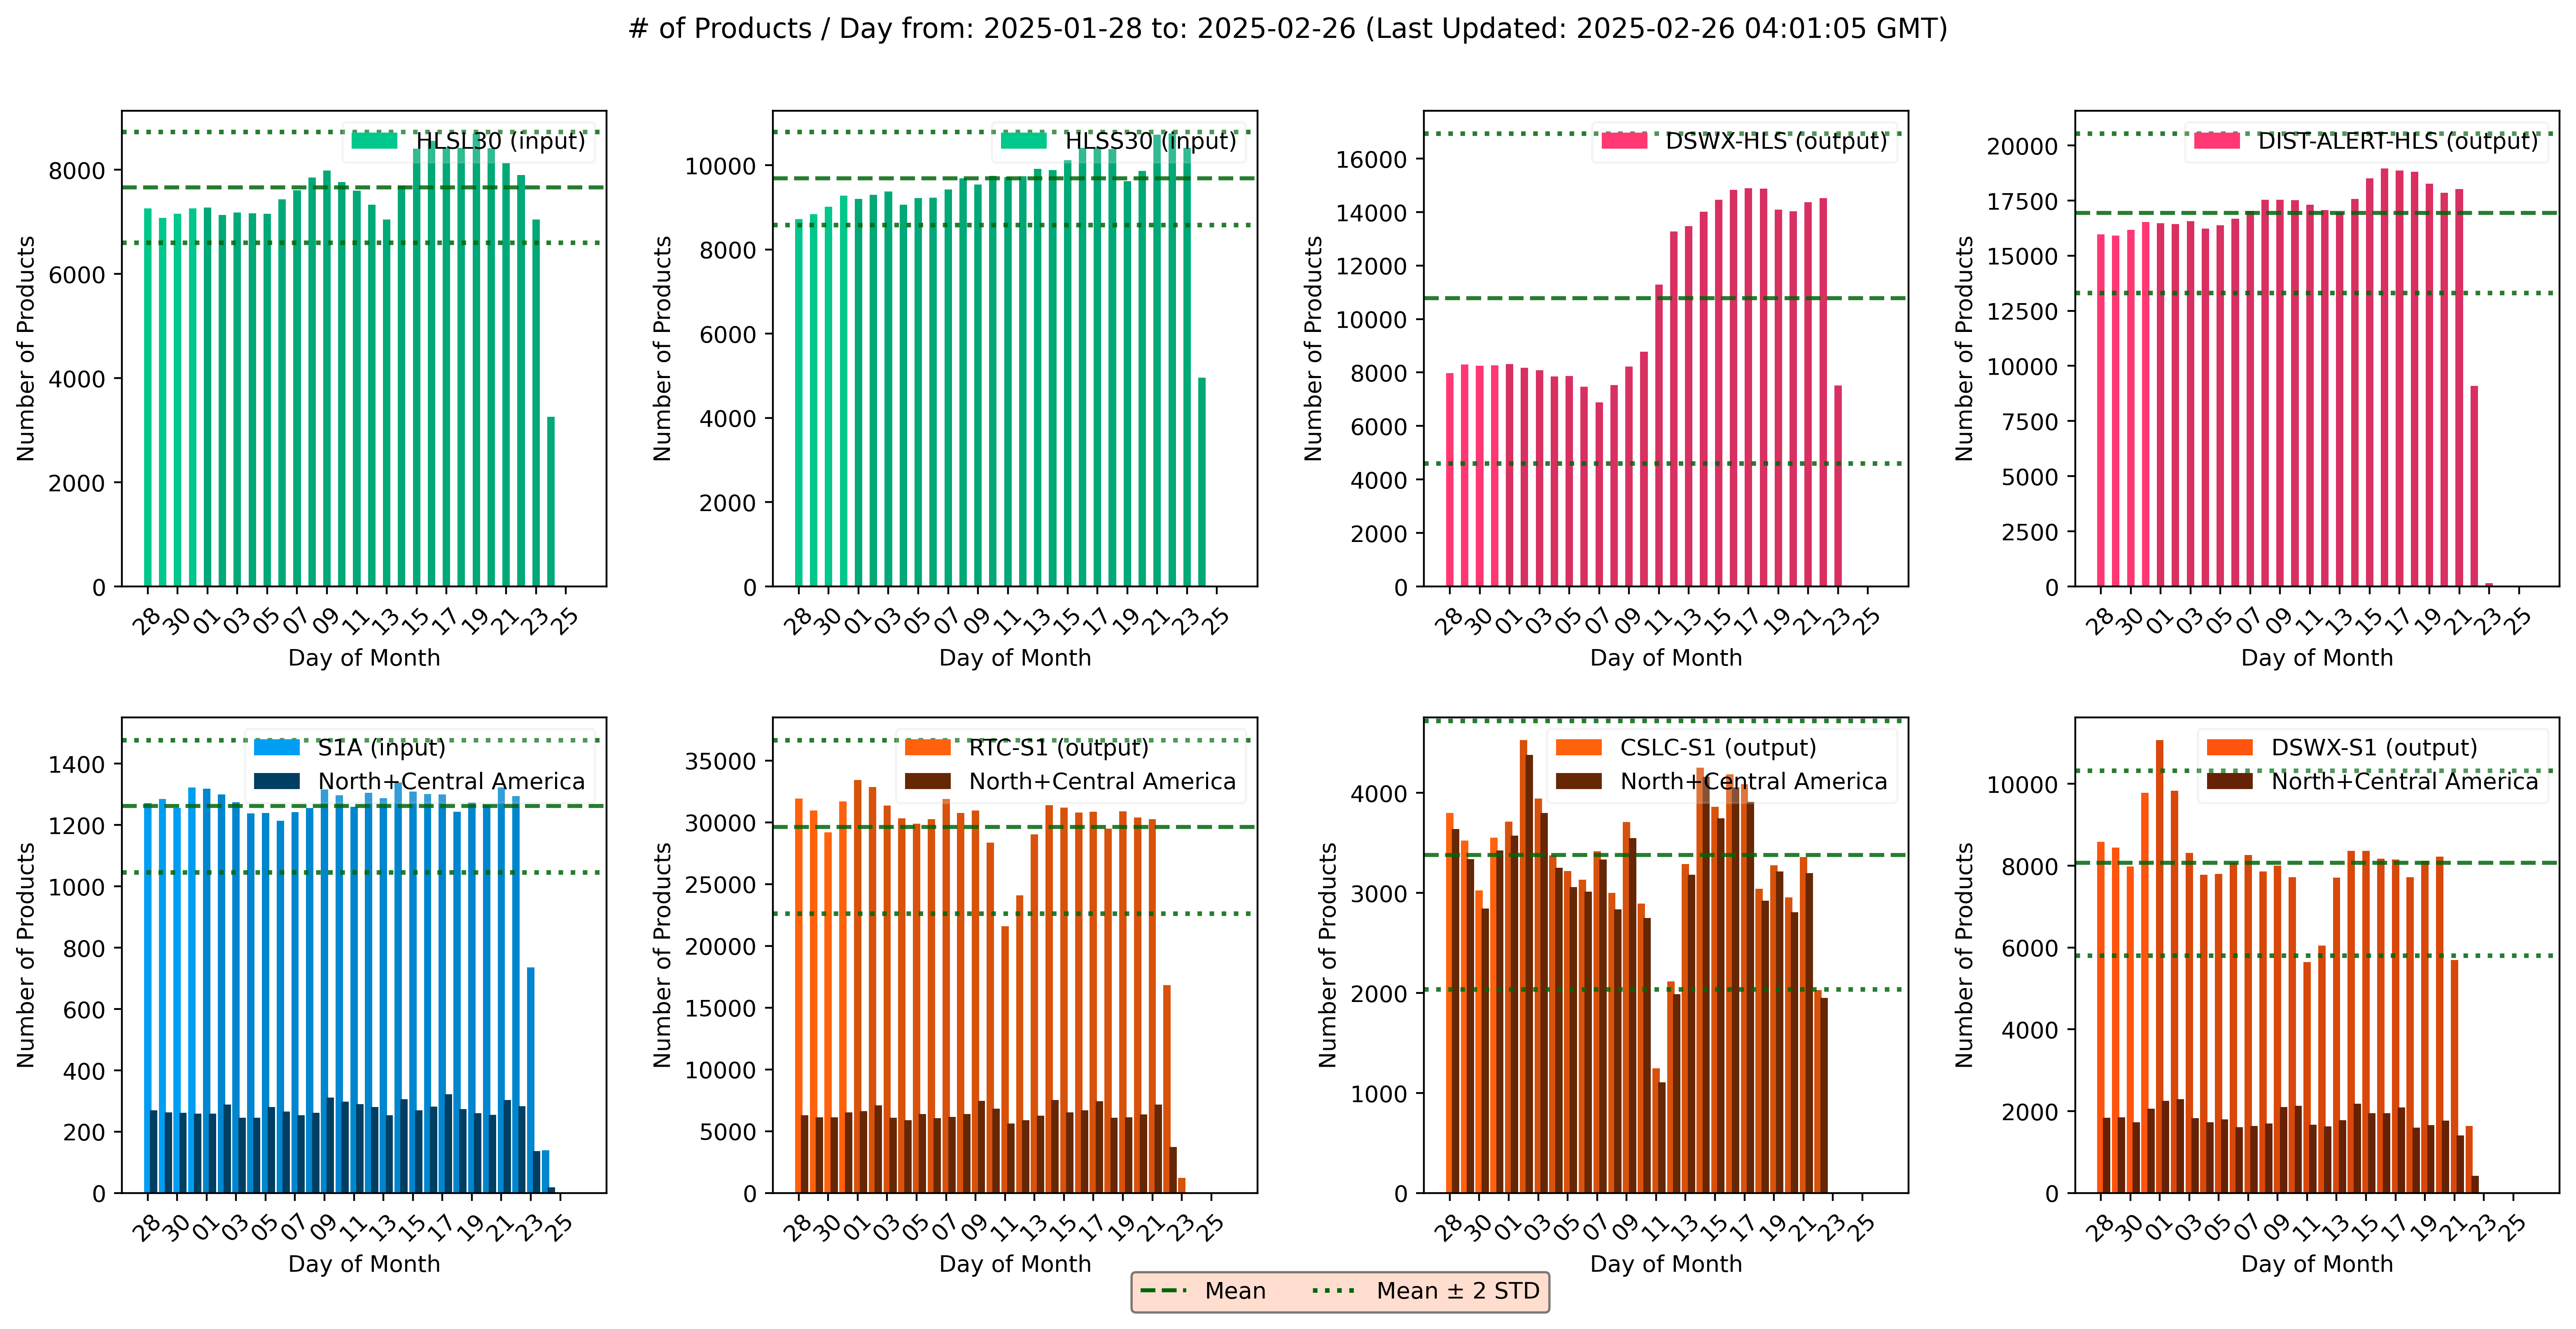 # of Products / Day from: 2025-01-28 to: 2025-02-26 (Last Updated: 2025-02-26 04:01:05 GMT)
Number of Products
8000
6000
4000
2000
0
HLSL30 (input)
28 30 01 03 05 07 09 11 13 15 17 19 21 23 25
Day of Month
Number of Products
10000
8000
6000
4000
2000
0
HLSS30 (input)
28 30 01 03 05 07 09 11 13 15 17 19 21 23 25
Day of Month
Number of Products
16000
14000
12000
10000
8000
6000
4000
2000
0
DSWX-HLS (output)
28 30 01 03 05 07 09 11 13 15 17 19 21 23 25
Day of Month
Number of Products
20000
17500
15000
12500
10000
7500
5000
2500
0
DIST-ALERT-HLS (output)
28 30 01 03 05 07 09 11 13 15 17 19 21 23 25
Day of Month
Number of Products
1400
1200
1000
800
600
400
200
0
S1A (input)
North+Central America
28 30 01 03 05 07 09 11 13 15 17 19 21 23 25
Day of Month
Number of Products
35000
30000
25000
20000
15000
10000
5000
0
RTC-S1 (output)
North+Central America
28 30 01 03 05 07 09 11 13 15 17 19 21 23 25
Day of Month
Number of Products
4000
3000
2000
1000
0
CSLC-S1 (output)
North+Central America
28 30 01 03 05 07 09 11 13 15 17 19 21 23 25
Day of Month
Number of Products
10000
8000
6000
4000
2000
0
DSWX-S1 (output)
North+Central America
28 30 01 03 05 07 09 11 13 15 17 19 21 23 25
Day of Month
Mean
Mean ± 2 STD